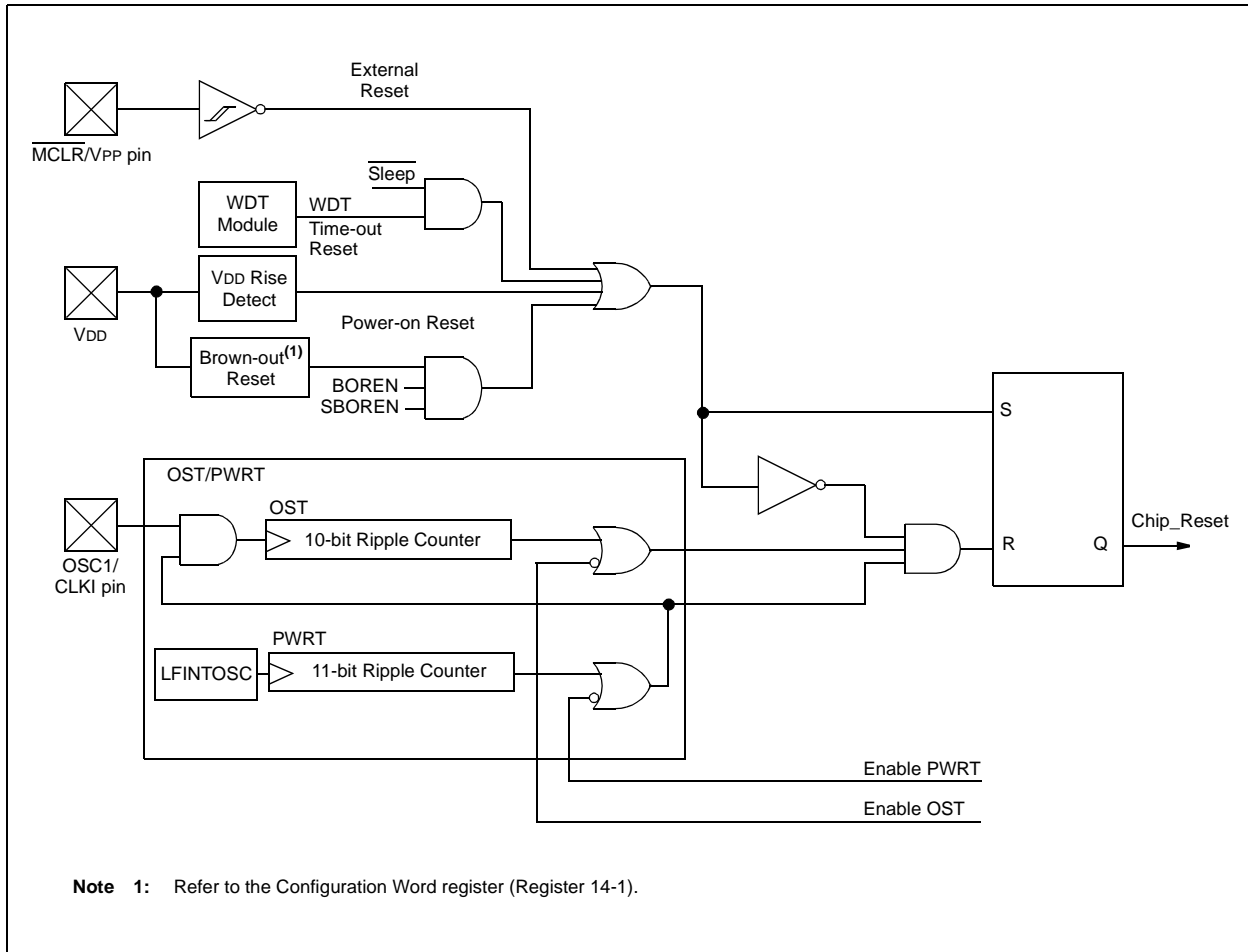 External
Reset
MCLR/VPP pin
Sleep
WDT
Module
WDT
Time-out
Reset
VDD
VDD Rise
Detect
Power-on Reset
Brown-out(1)
Reset
BOREN
SBOREN
S
R
Q
Chip_Reset
OST/PWRT
OSC1/
CLKI pin
OST
10-bit Ripple Counter
PWRT
LFINTOSC
11-bit Ripple Counter
Enable PWRT
Enable OST
Note 1: Refer to the Configuration Word register (Register 14-1).